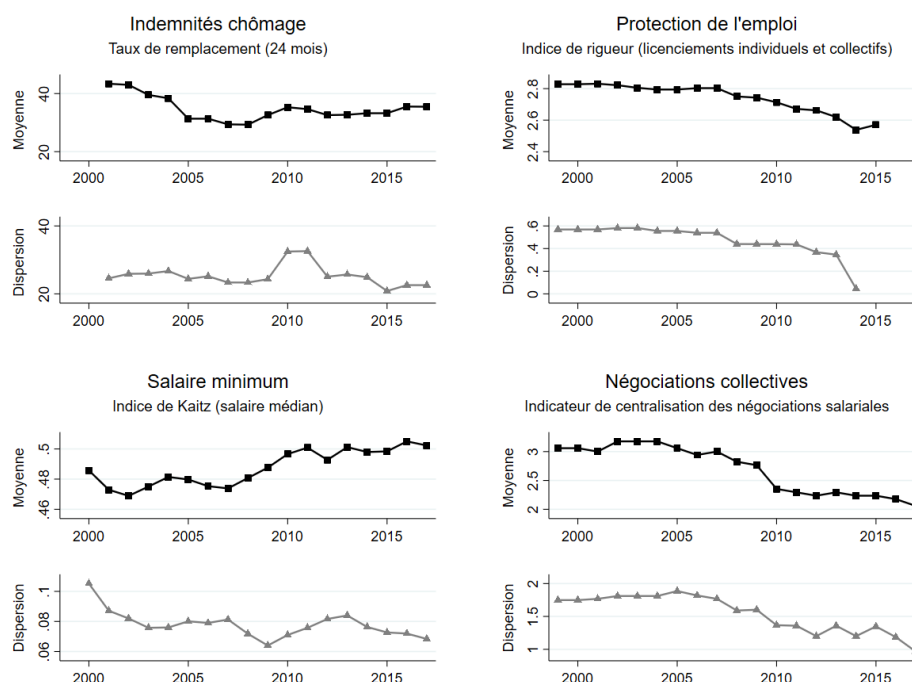 Indemnités chômage
Taux de remplacement (24 mois)
Moyenne
40
20
2000 2005 2010 2015
Dispersion
40
20
2000 2005 2010 2015
Protection de l'emploi
Indice de rigueur (licenciements individuels et collectifs)
Moyenne
2.8
2.6
2.4
2000 2005 2010 2015
Dispersion
.6
.4
.2
0
2000 2005 2010 2015
Salaire minimum
Indice de Kaitz (salaire médian)
Moyenne
.5
.48
.46
2000 2005 2010 2015
Dispersion
.1
.08
.06
2000 2005 2010 2015
Négociations collectives
Indicateur de centralisation des négociations salariales
Moyenne
3
2.5
2
2000 2005 2010 2015
Dispersion
2
1.5
1
2000 2005 2010 2015